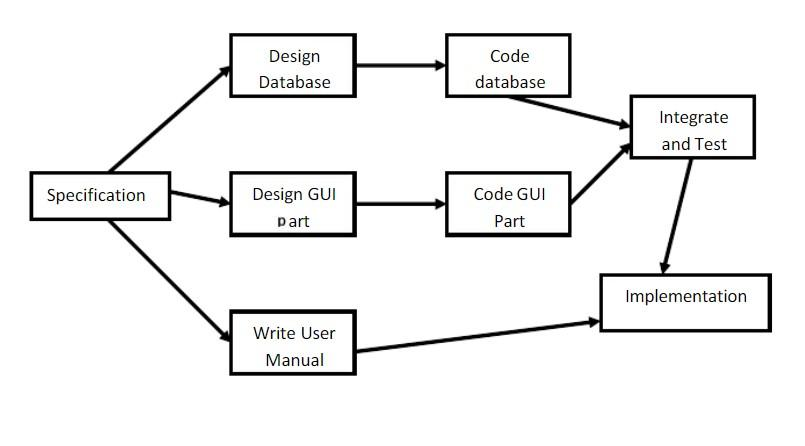 Design
Database
Code
database
Integrate
and Test
Specification
Design GUI
part
Code GUI
Part
Implementation
Write User
Manual